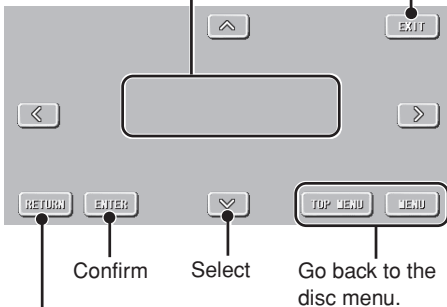 EXIT
RETURN ENTER TOP MENU MENU
Confirm Select Go back to the
disc menu.